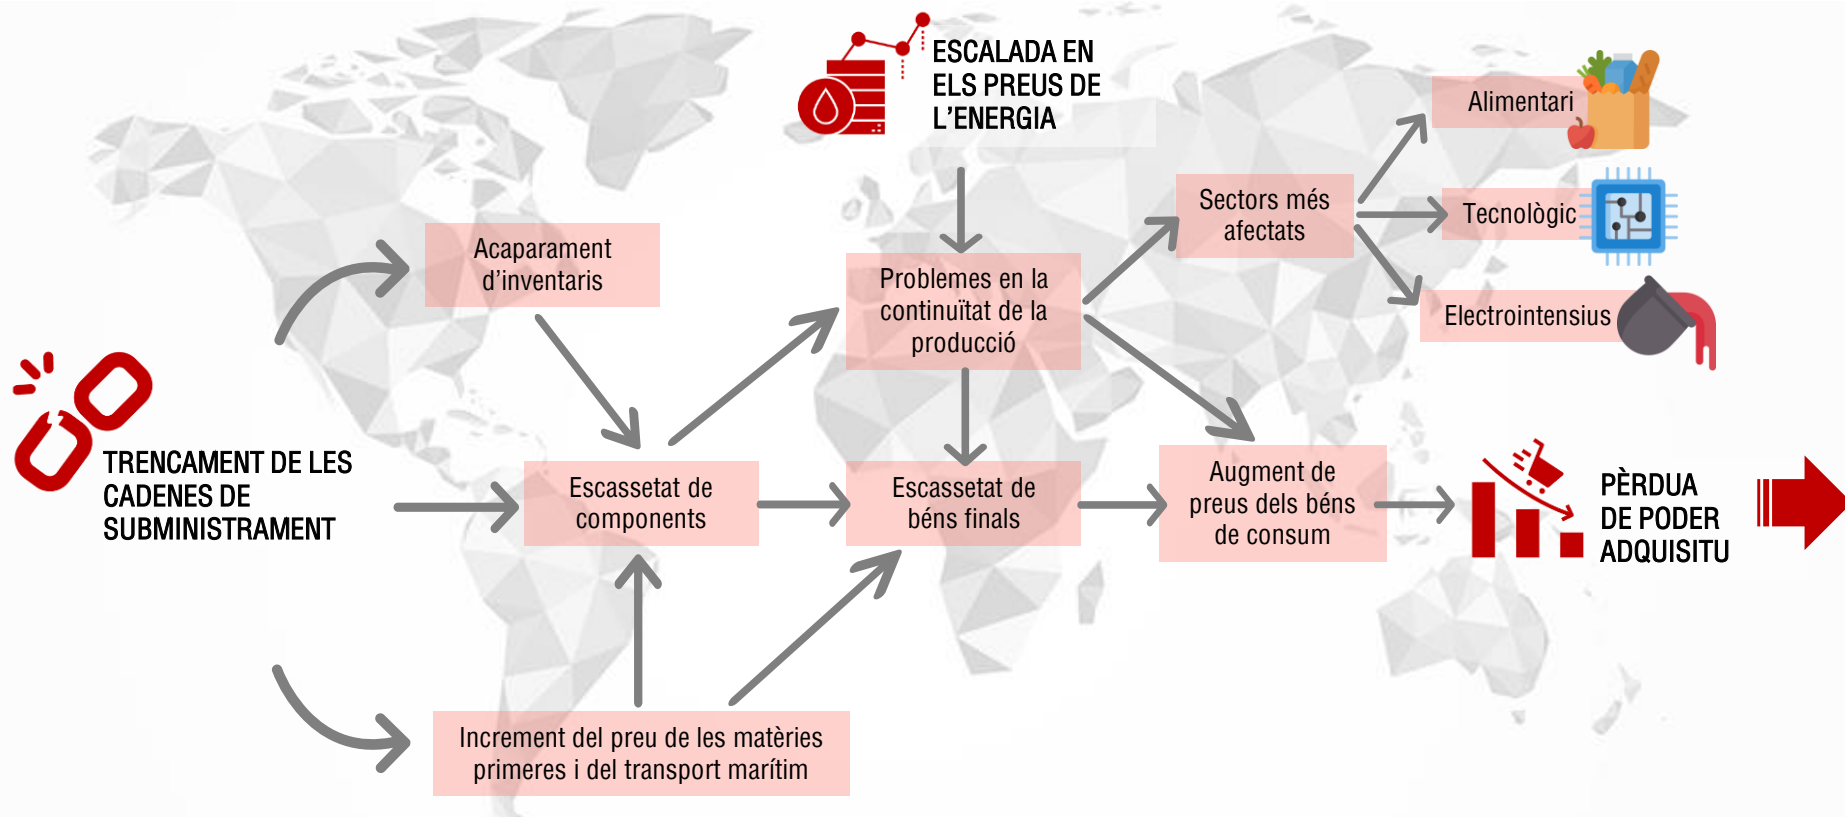 ESCALADA EN
ELS PREUS DE
L'ENERGIA
Alimentari
Sectors més
afectats
Tecnològic
Electrointensius
Acaparament
d'inventaris
Problemes en la
continuïtat de la
producció
TRENCAMENT DE LES
CADENES DE
SUBMINISTRAMENT
Escassetat de
components
Escassetat de
béns finals
Augment de
preus dels béns
de consum
PÈRDUA
DE PODER
ADQUISITU
Increment del preu de les matèries
primeres i del transport marítim